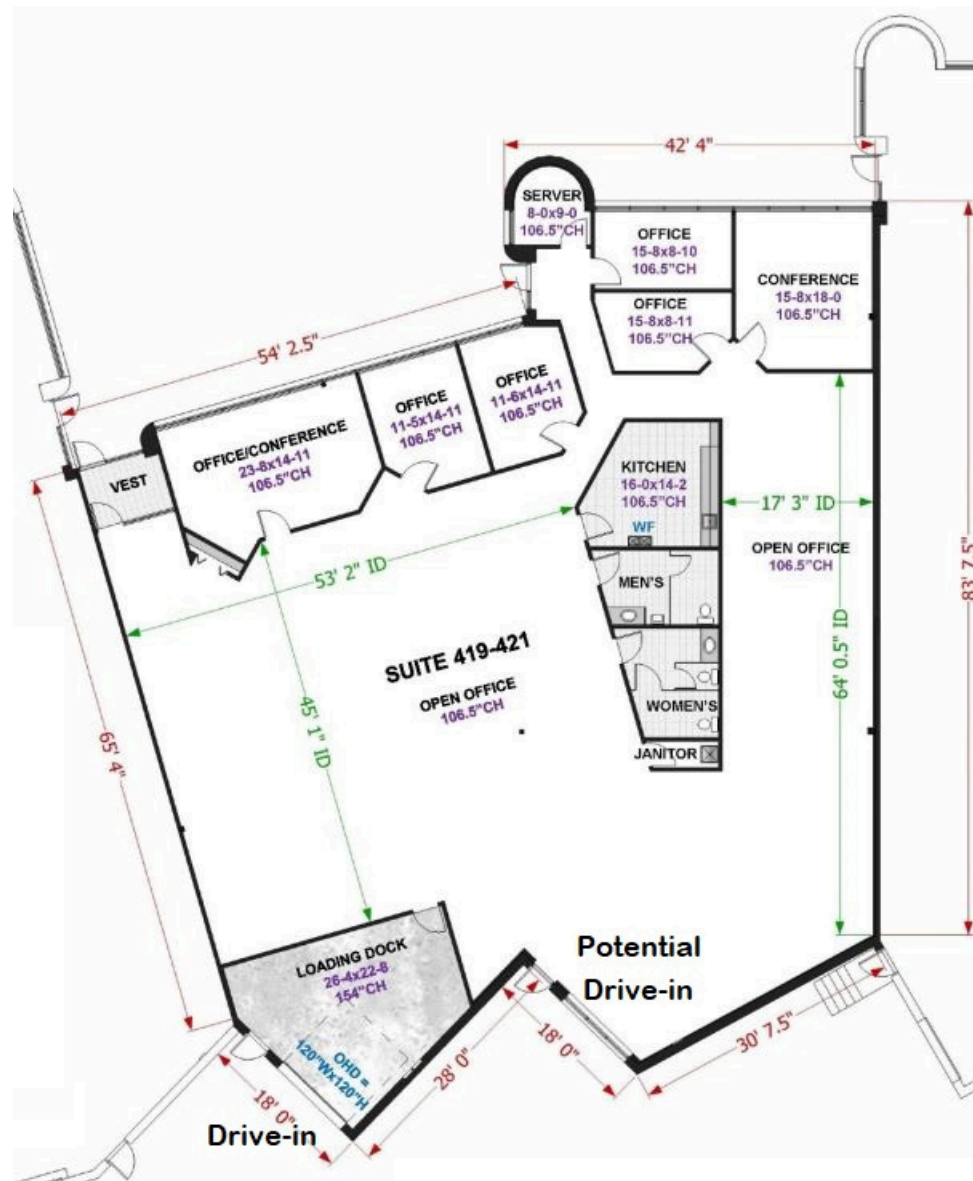 42' 4"
SERVER
8-0x9-0
106.5"CH
OFFICE
15-8x8-10
106.5"CH
CONFERENCE
15-8x18-0
106.5"CH
OFFICE
15-8x8-11
106.5"CH
54' 2.5"
OFFICE
11-6x14-11
106.5"CH
OFFICE
11-5x14-11
106.5"CH
OFFICE/CONFERENCE
23-8x14-11
106.5"CH
VEST
KITCHEN
16-0x14-2
106.5"CH
WF
17' 3" ID
OPEN OFFICE
106.5"CH
83' 7.5"
53' 2" ID
MEN'S
64' 0.5" ID
SUITE 419-421
OPEN OFFICE
106.5"CH
WOMEN'S
JANITOR
45' 1" ID
65' 4"
LOADING DOCK
26-4x22-8
154"CH
OHD =
120"Wx120"H
Potential
Drive-in
18' 0"
28' 0"
18' 0"
30' 7.5"
Drive-in